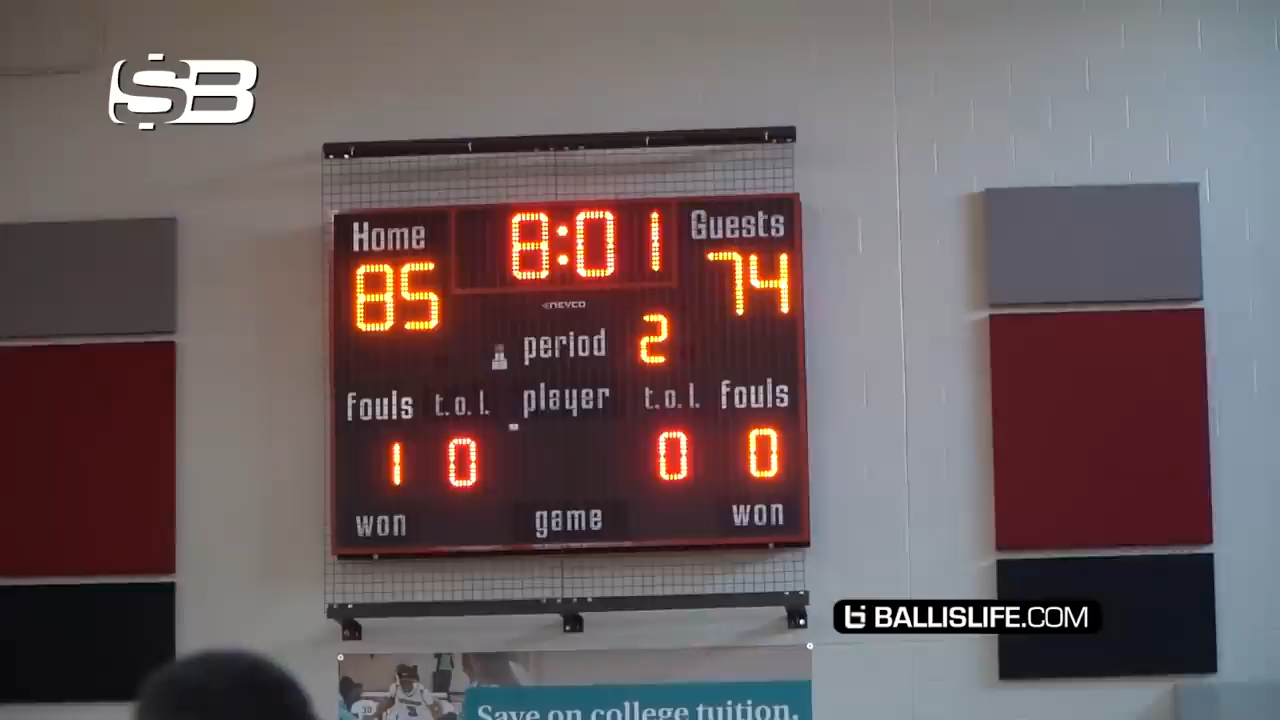 $B
Home 8:01 Guests
85 74
NEVCO
period 2
fouls t.o.l. player t.o.l. fouls
1 0 0 0
won game won
BALLISLIFE.COM
3
Save on college tuition.